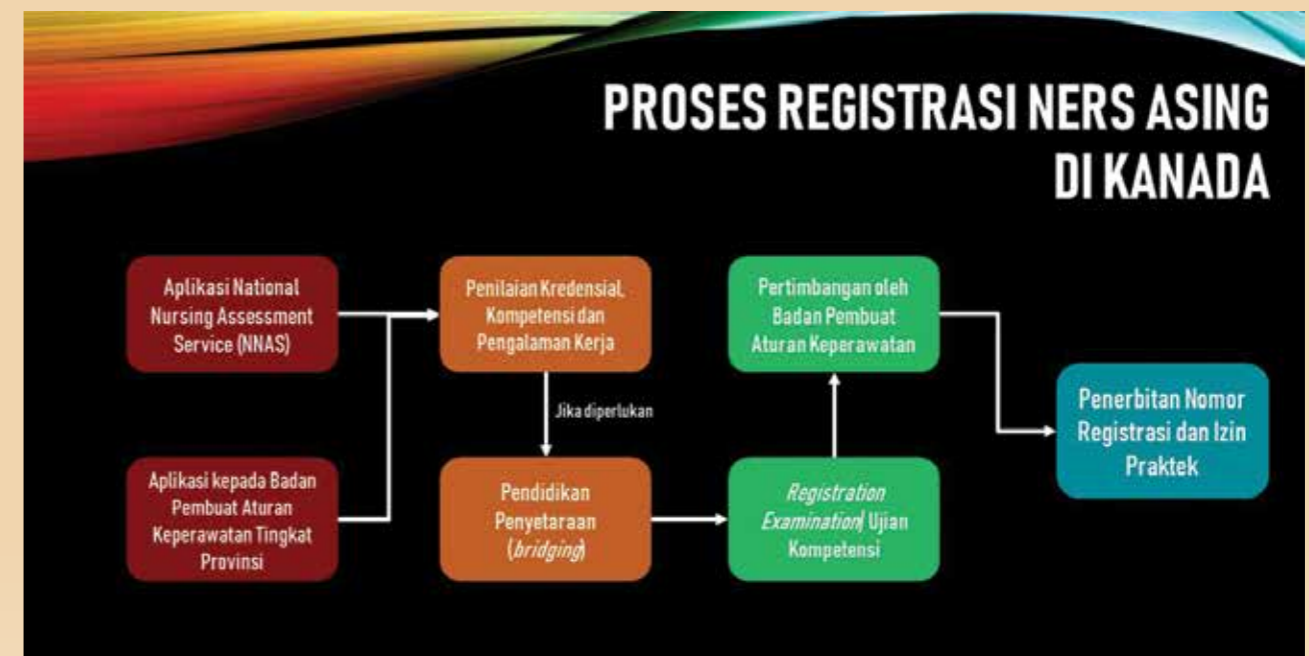 PROSES REGISTRASI NERS ASING
DI KANADA
Aplikasi National
Nursing Assessment
Service (NNAS)
Aplikasi kepada Badan
Pembuat Aturan
Keperawatan Tingkat
Provinsi
Penilaian Kredensial,
Kompetensi dan
Pengalaman Kerja
Jika diperlukan
Pendidikan
Penyetaraan
(bridging)
Registration
Examination/ Ujian
Kompetensi
Pertimbangan oleh
Badan Pembuat
Aturan Keperawatan
Penerbitan Nomor
Registrasi dan Izin
Praktek